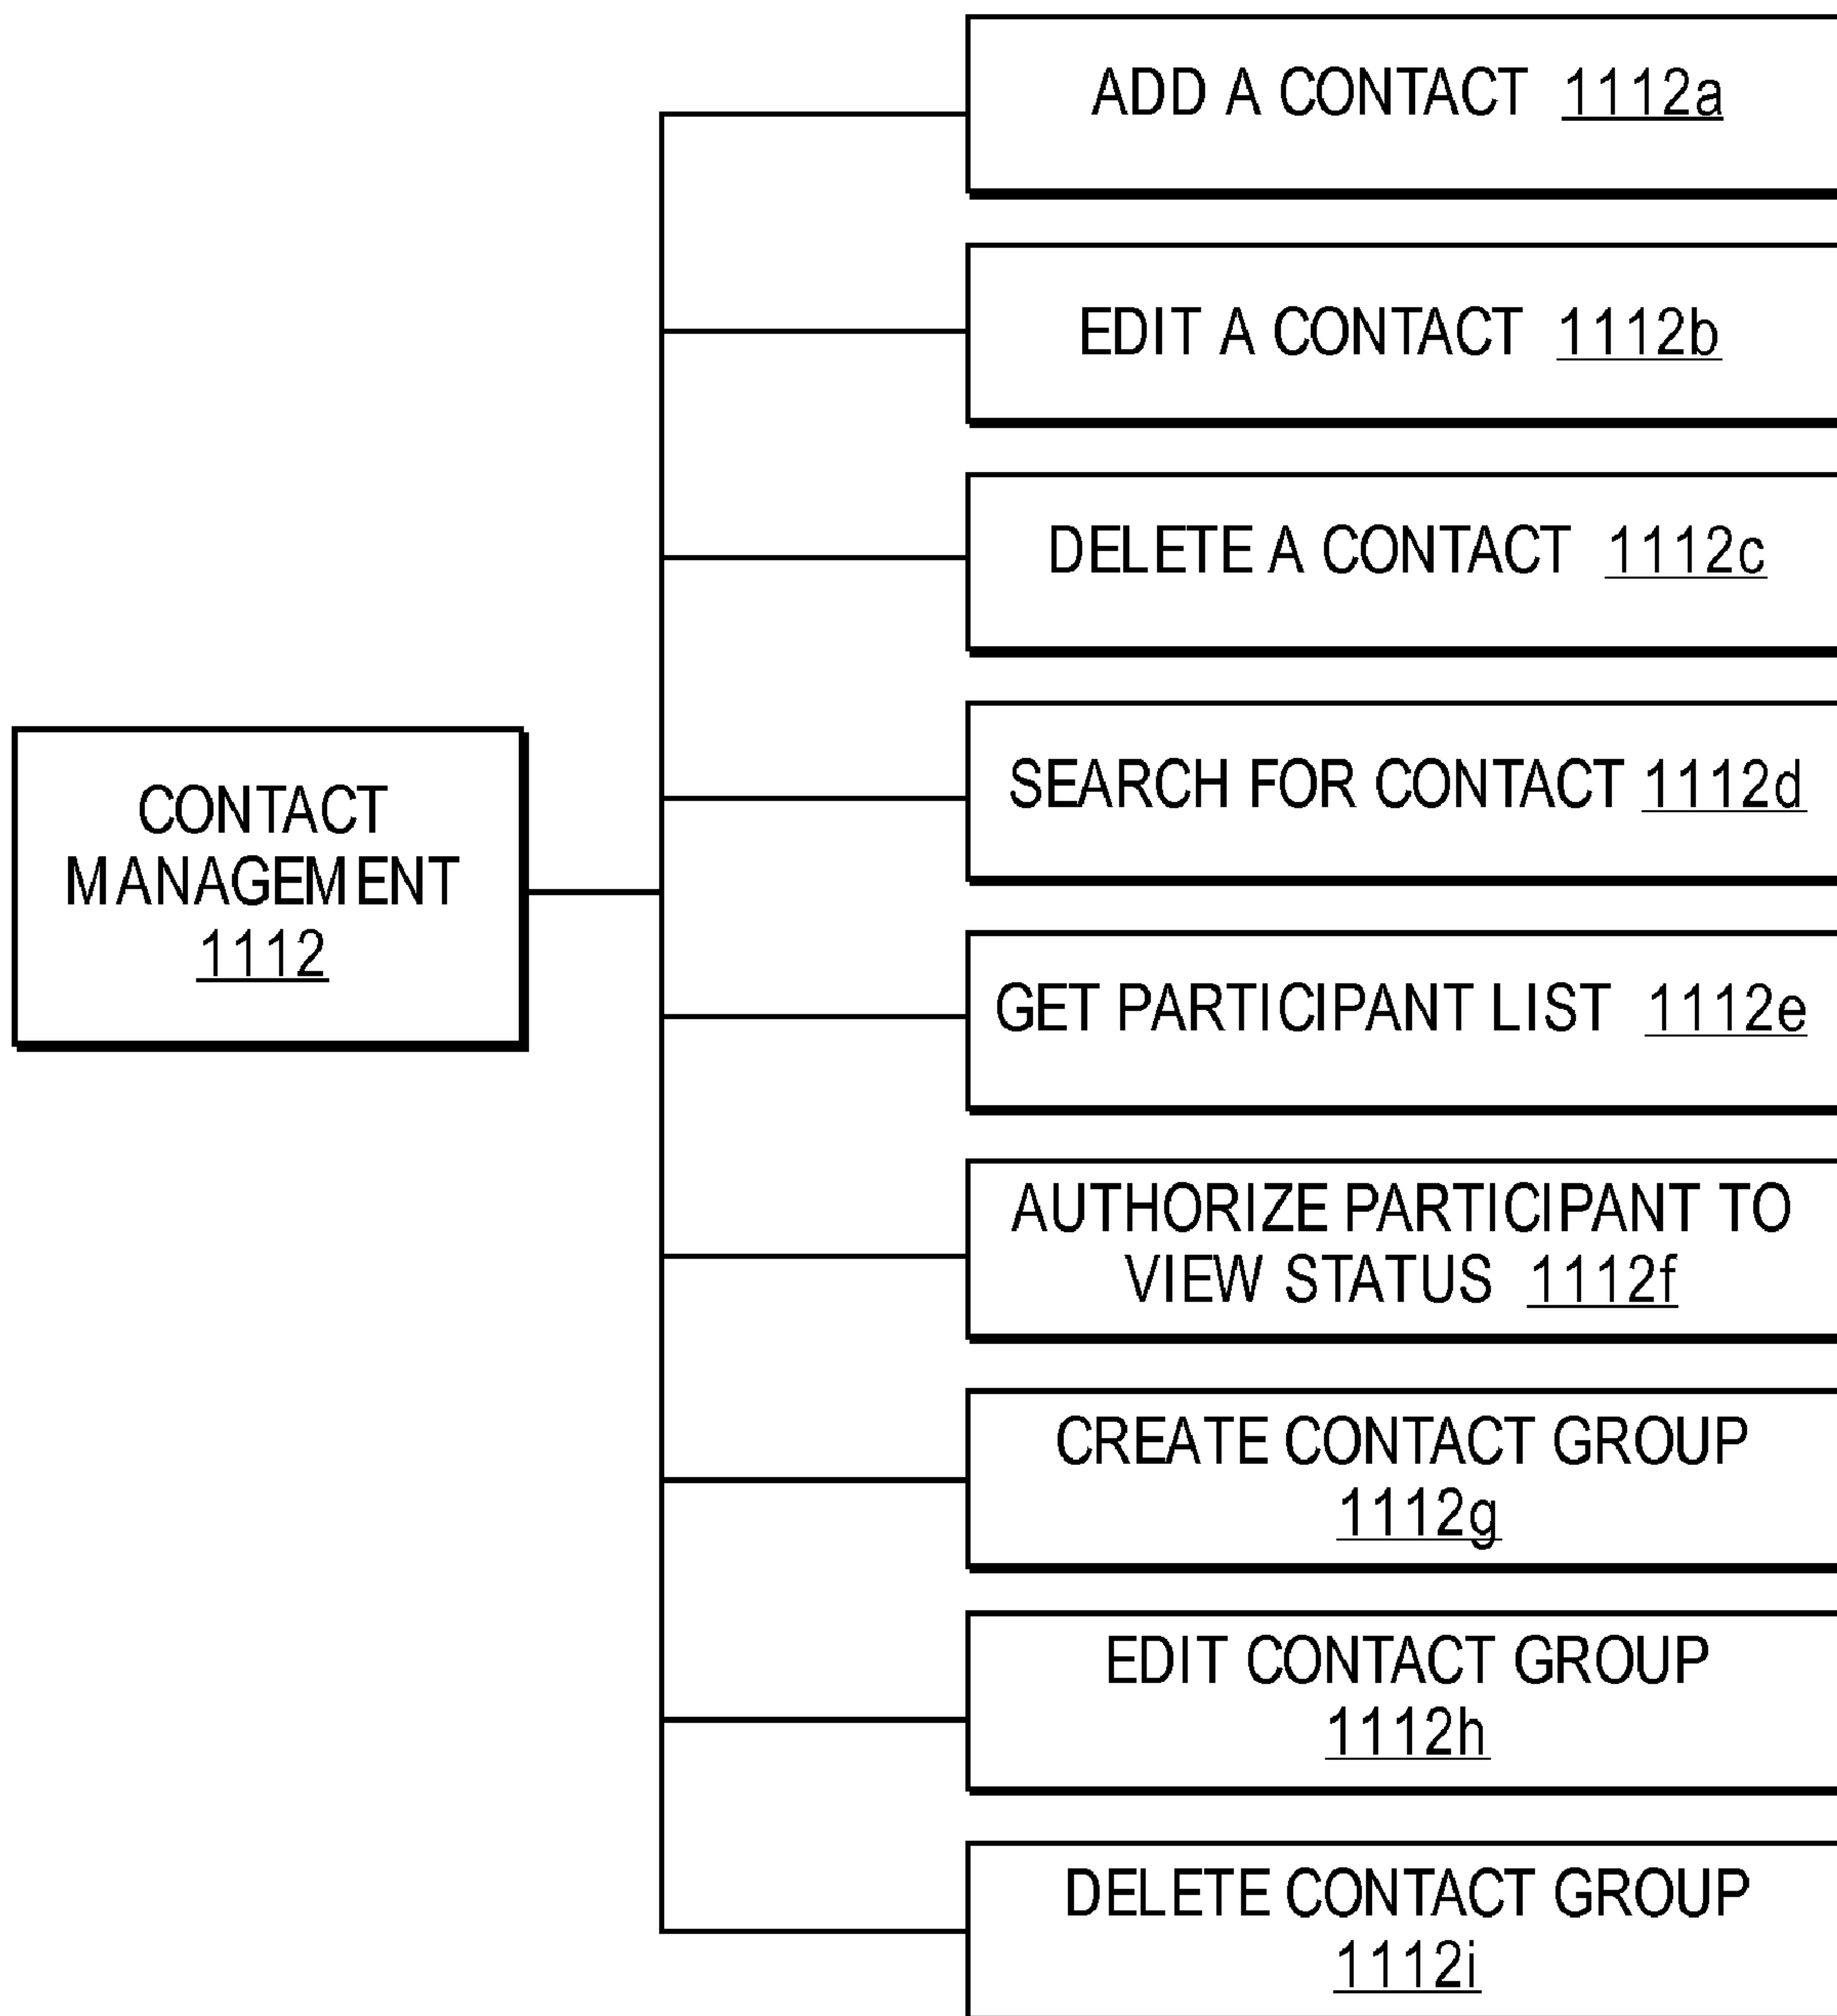 ADD A CONTACT 1112a
EDIT A CONTACT 1112b
DELETE A CONTACT 1112c
SEARCH FOR CONTACT 1112d
CONTACT
MANAGEMENT
1112
GET PARTICIPANT LIST 1112e
AUTHORIZE PARTICIPANT TO
VIEW STATUS 1112f
CREATE CONTACT GROUP
1112g
EDIT CONTACT GROUP
1112h
DELETE CONTACT GROUP
1112i